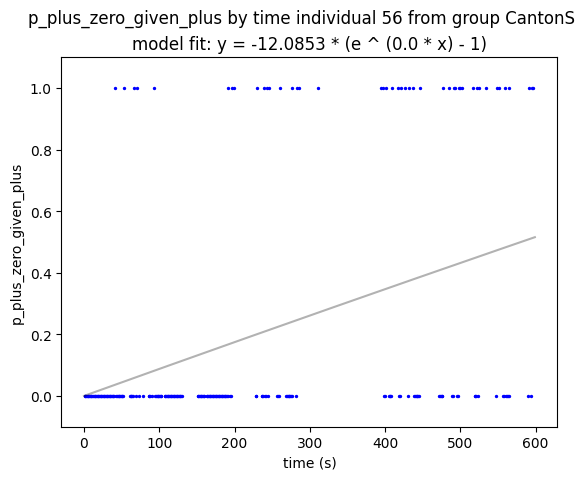 p_plus_zero_given_plus by time individual 56 from group CantonS
model fit: y = -12.0853 * (e ^ (0.0 * x) - 1)
1.0
0.8
0.6
0.4
0.2
0.0
p_plus_zero_given_plus
0 100 200 300 400 500 600
time (s)